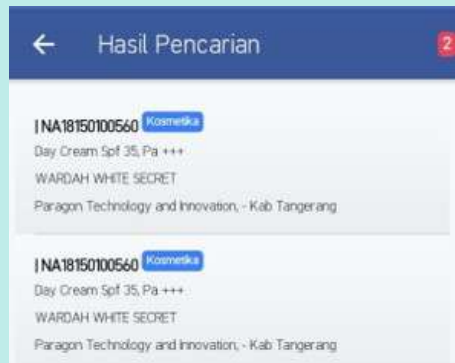 Hasil Pencarian
2
| NA18150100560 Kosmetika
Day Cream Spf 35, Pa +++
WARDAH WHITE SECRET
Paragon Technology and Innovation, - Kab Tangerang
| NA18150100560 Kosmetika
Day Cream Spf 35, Pa +++
WARDAH WHITE SECRET
Paragon Technology and Innovation, - Kab Tangerang